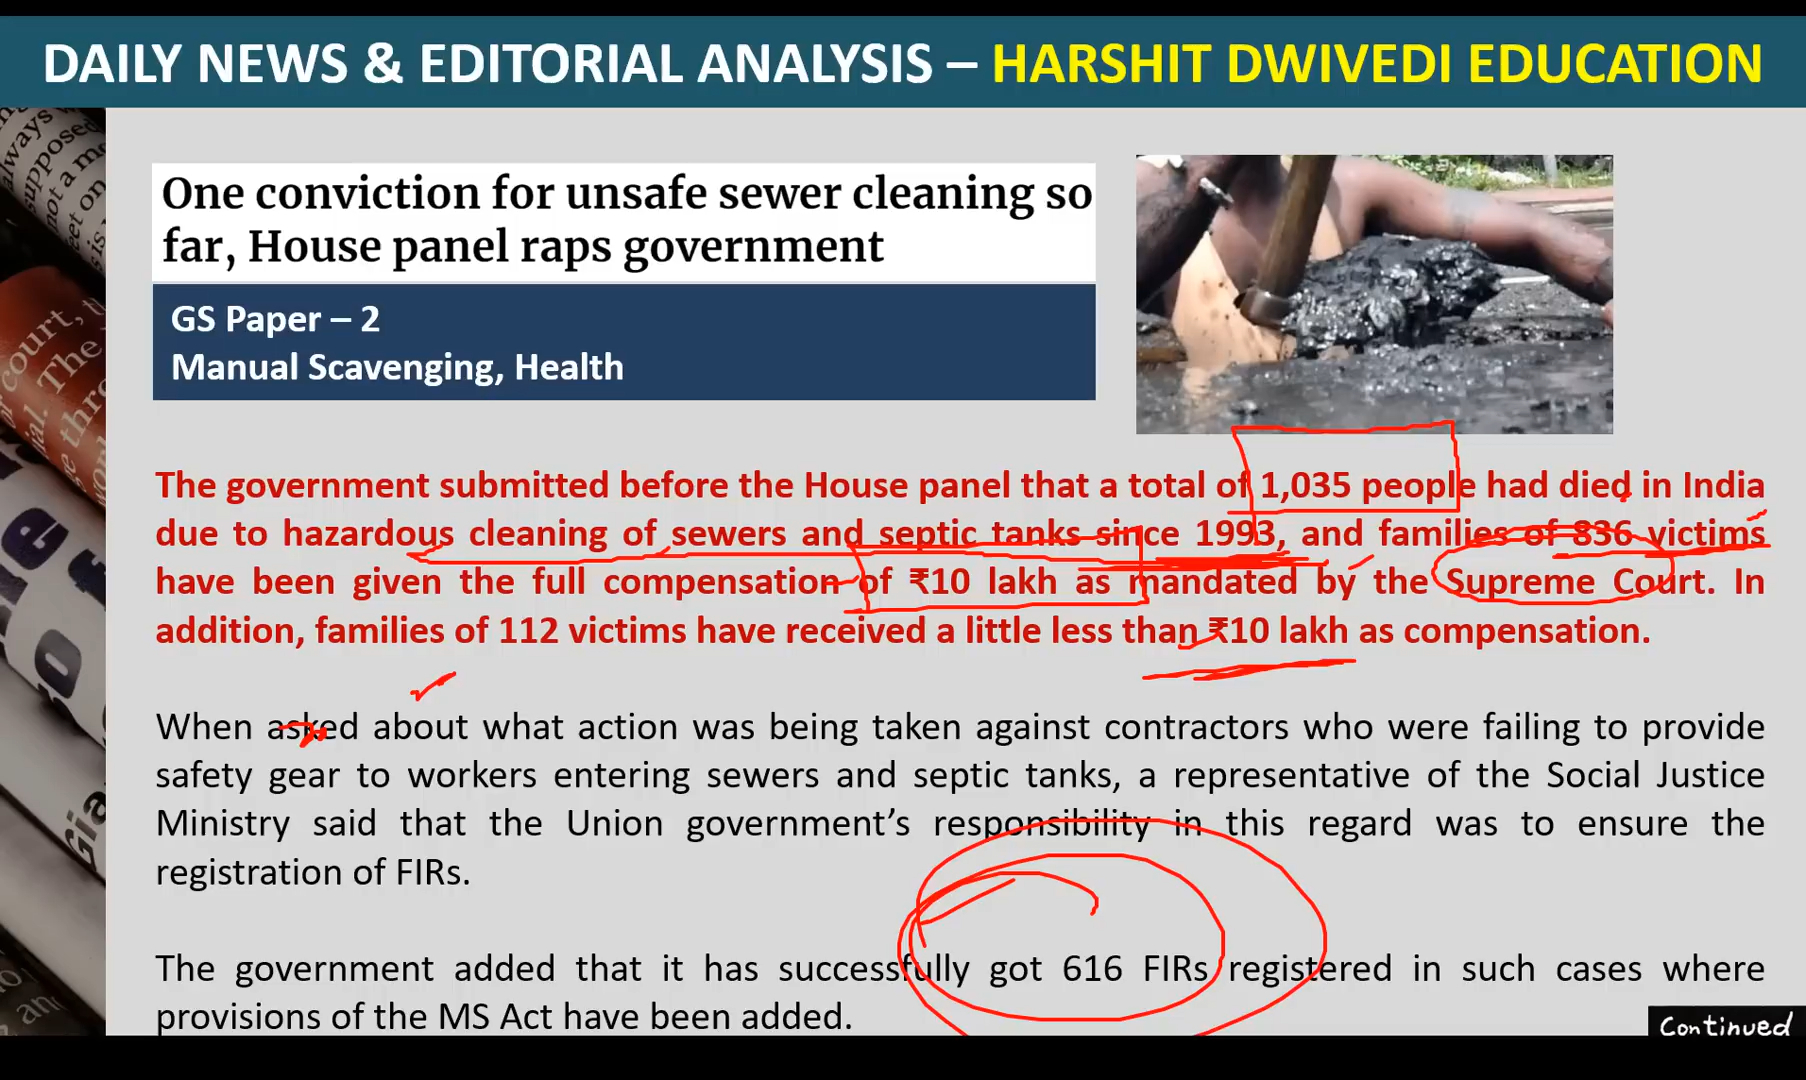 DAILY NEWS & EDITORIAL ANALYSIS – HARSHIT DWIVEDI EDUCATION
One conviction for unsafe sewer cleaning so
far, House panel raps government
GS Paper – 2
Manual Scavenging, Health
The government submitted before the House panel that a total of 1,035 people had died in India
due to hazardous cleaning of sewers and septic tanks since 1993, and families of 836 victims
have been given the full compensation of ₹10 lakh as mandated by the Supreme Court. In
addition, families of 112 victims have received a little less than ₹10 lakh as compensation.
When asked about what action was being taken against contractors who were failing to provide
safety gear to workers entering sewers and septic tanks, a representative of the Social Justice
Ministry said that the Union government’s responsibility in this regard was to ensure the
registration of FIRs.
The government added that it has successfully got 616 FIRs registered in such cases where
provisions of the MS Act have been added.
Continued